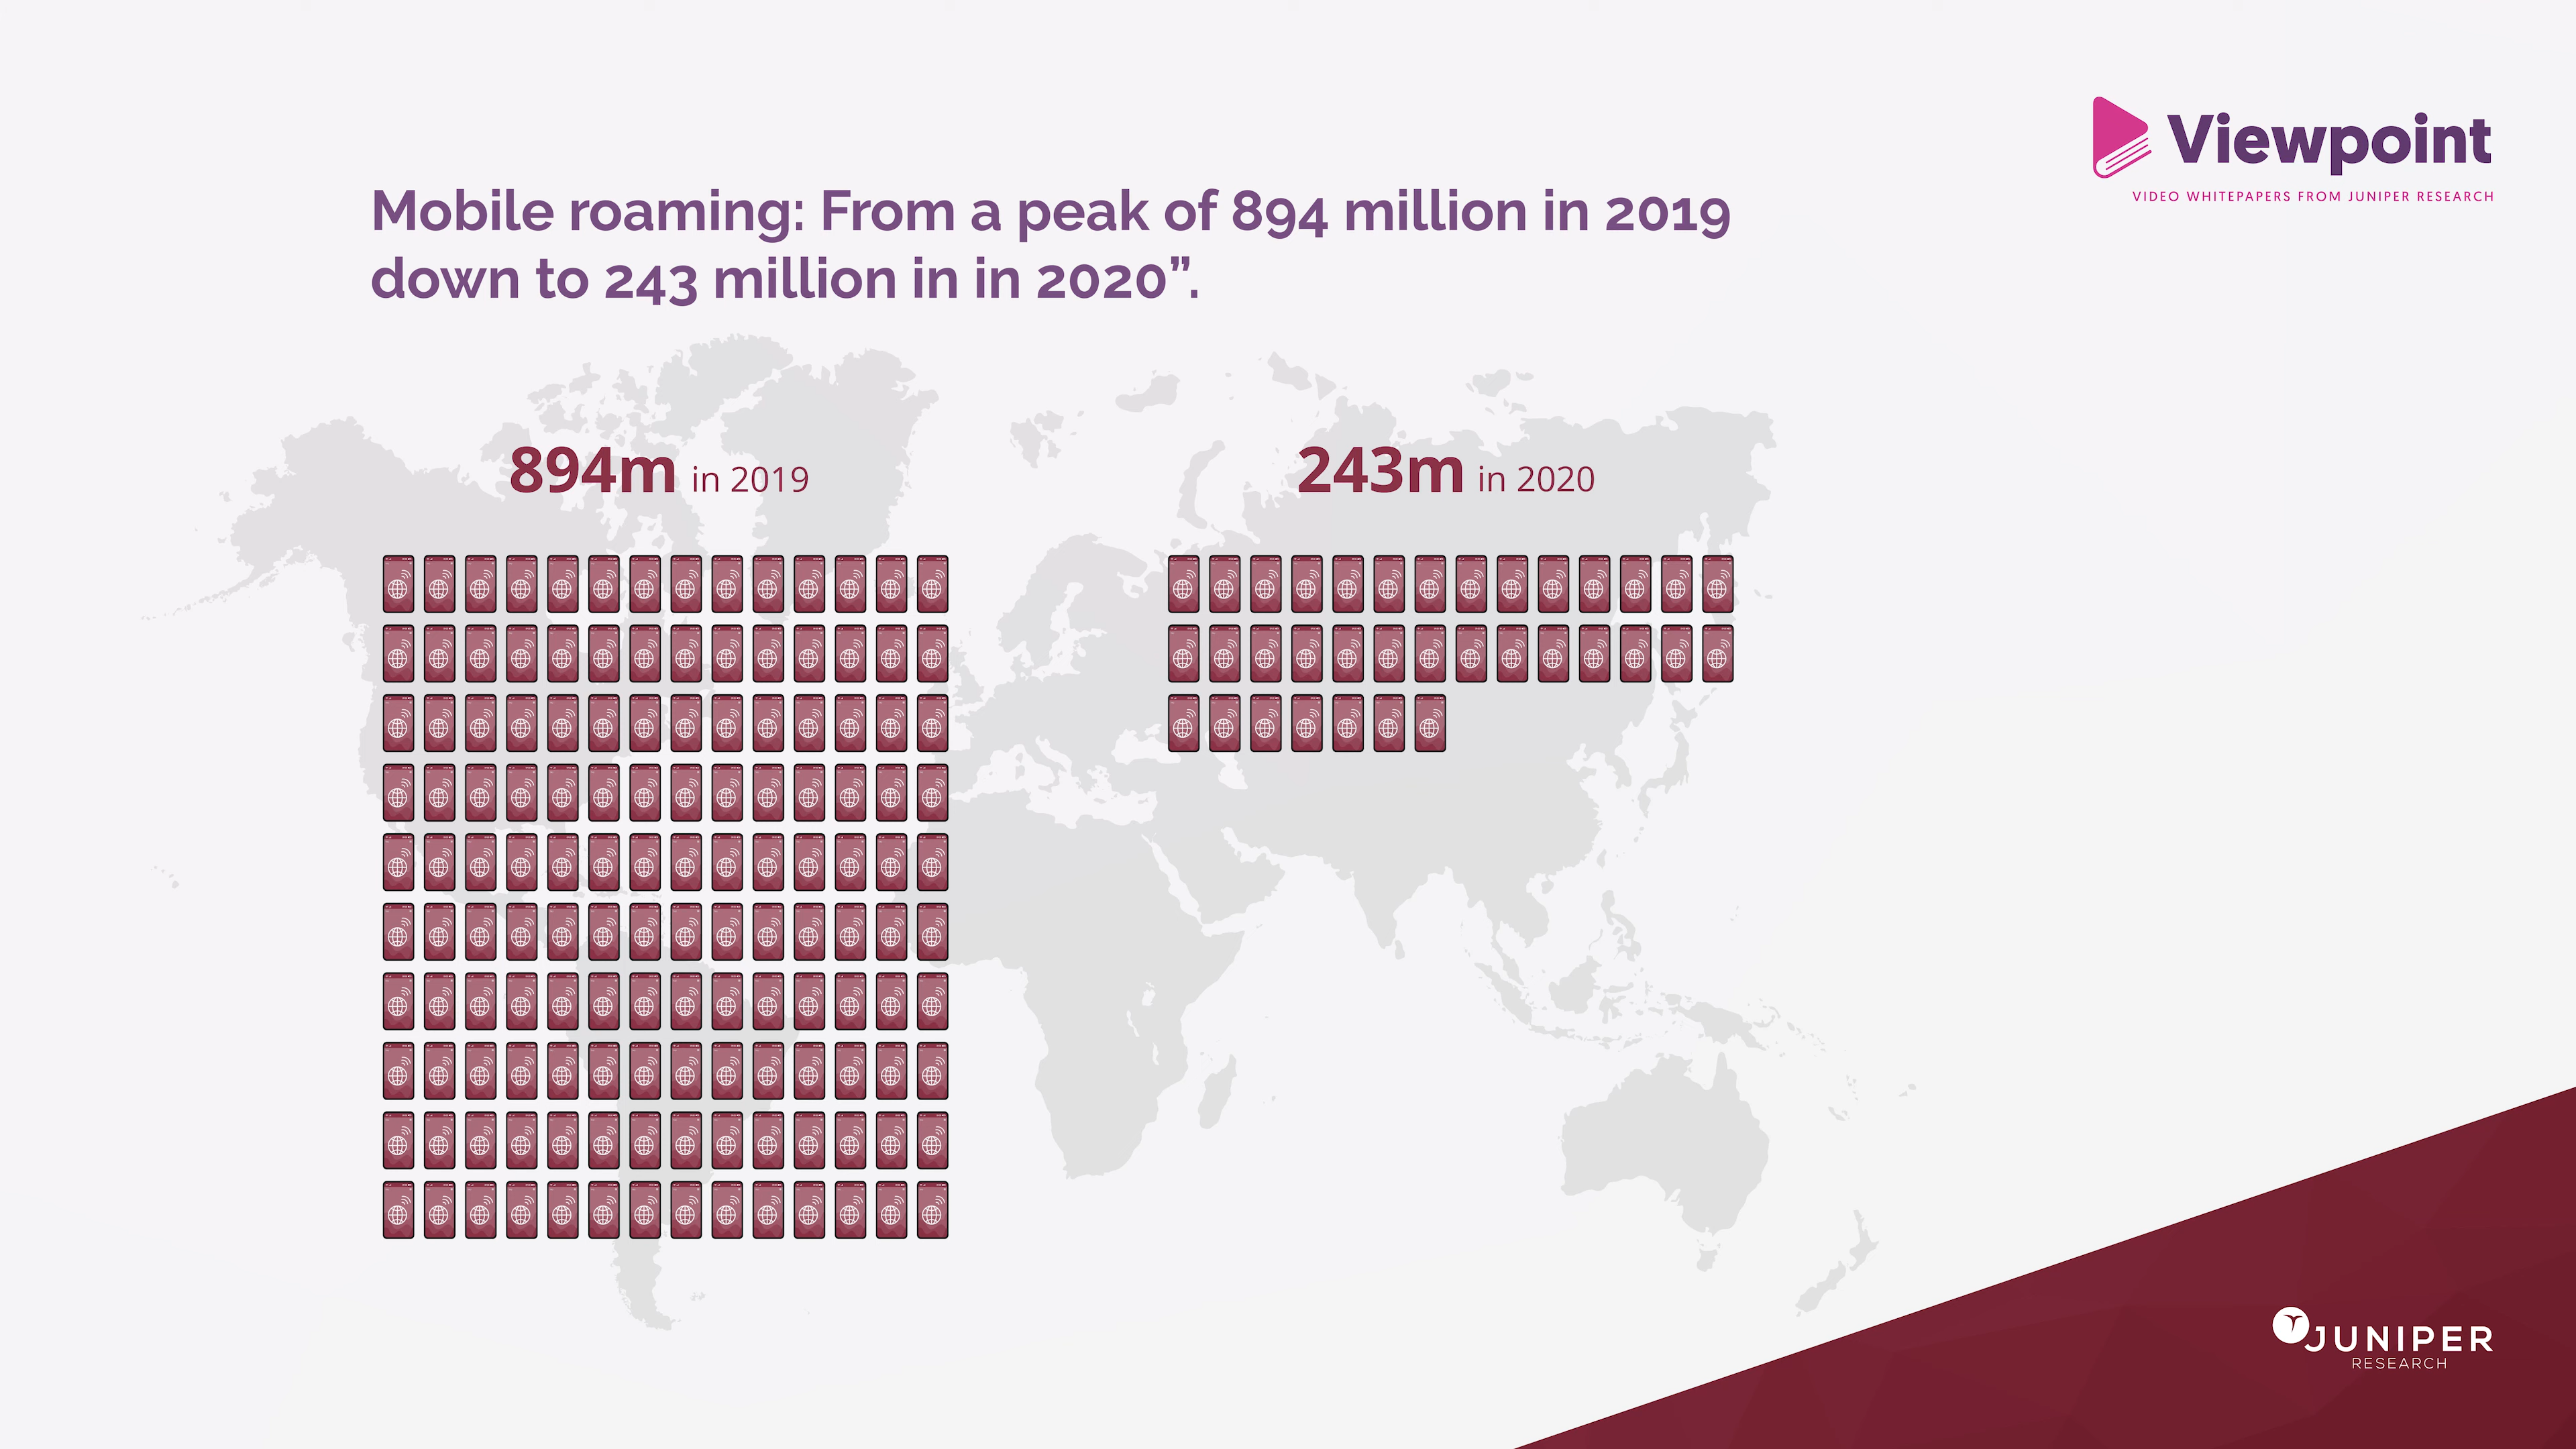 Viewpoint
VIDEO WHITEPAPERS FROM JUNIPER RESEARCH
Mobile roaming: From a peak of 894 million in 2019
down to 243 million in in 2020”.
894m in 2019
243m in 2020
JUNIPER
RESEARCH